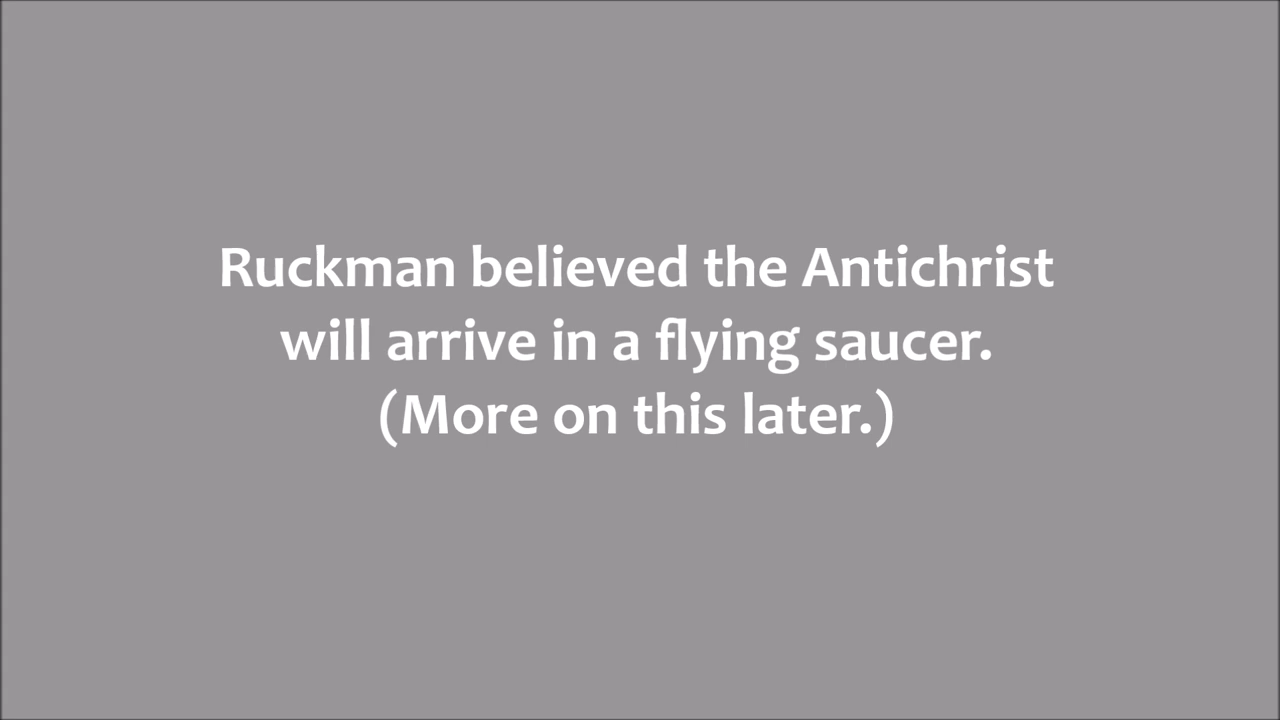 Ruckman believed the Antichrist
will arrive in a flying saucer.
(More on this later.)